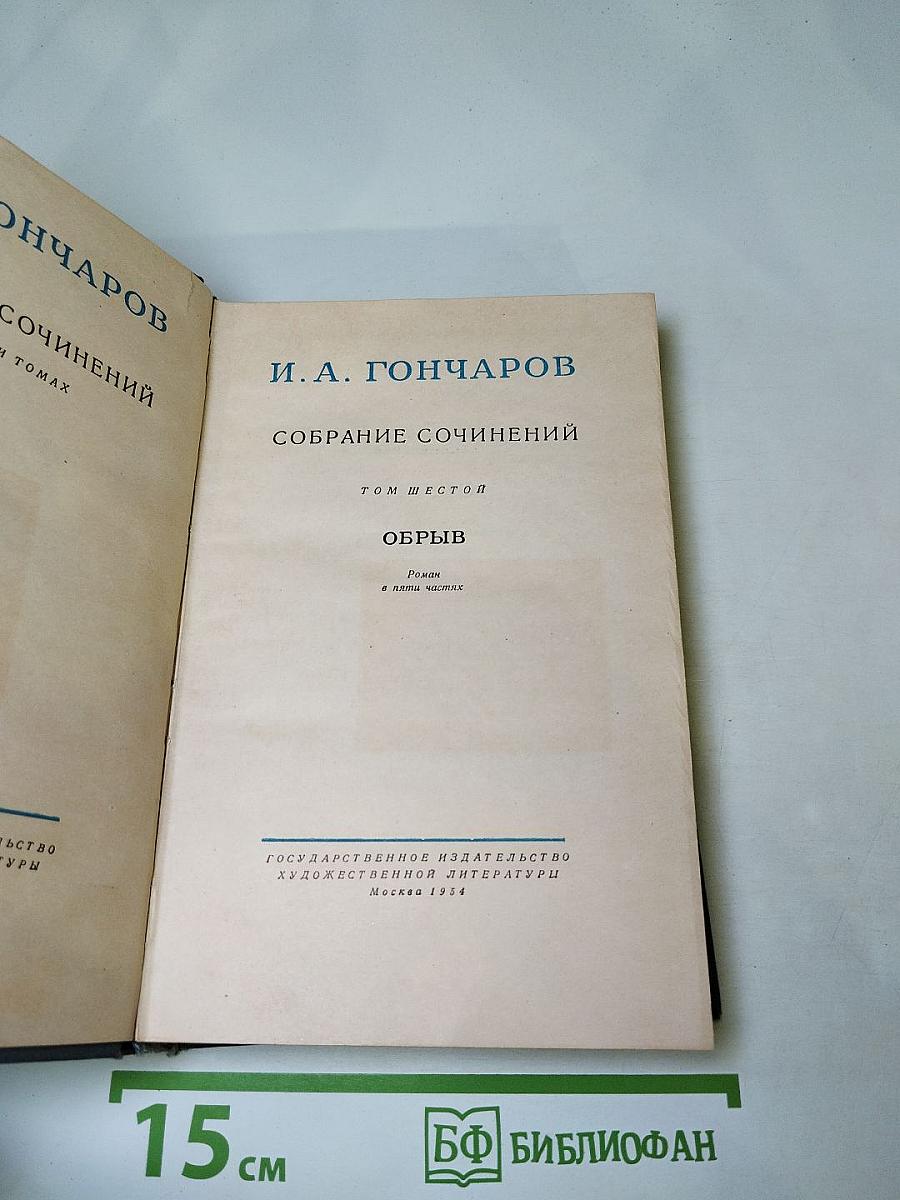 ОНЧАРОВ
СОЧИНЕНИЙ
И ТОМАХ
ЛЬСТВО
ТУРЫ
И. А. ГОНЧАРОВ
СОБРАНИЕ СОЧИНЕНИЙ
ТОМ ШЕСТОЙ
ОБРЫВ
Роман
в пяти частях
ГОСУДАРСТВЕННОЕ ИЗДАТЕЛЬСТВО
ХУДОЖЕСТВЕННОЙ ЛИТЕРАТУРЫ
Москва 1954
15 см
БФ БИБЛИОФАН